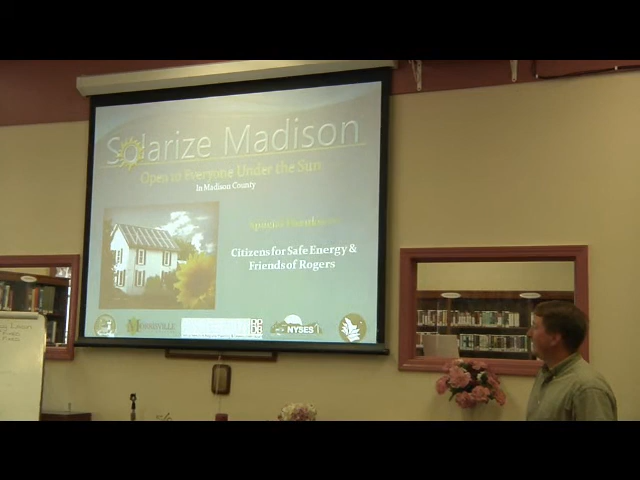 Solarize Madison
Open to Everyone Under the Sun
In Madison County
Citizens for Safe Energy &
Friends of Rogers
MORRISVILLE
NYSES